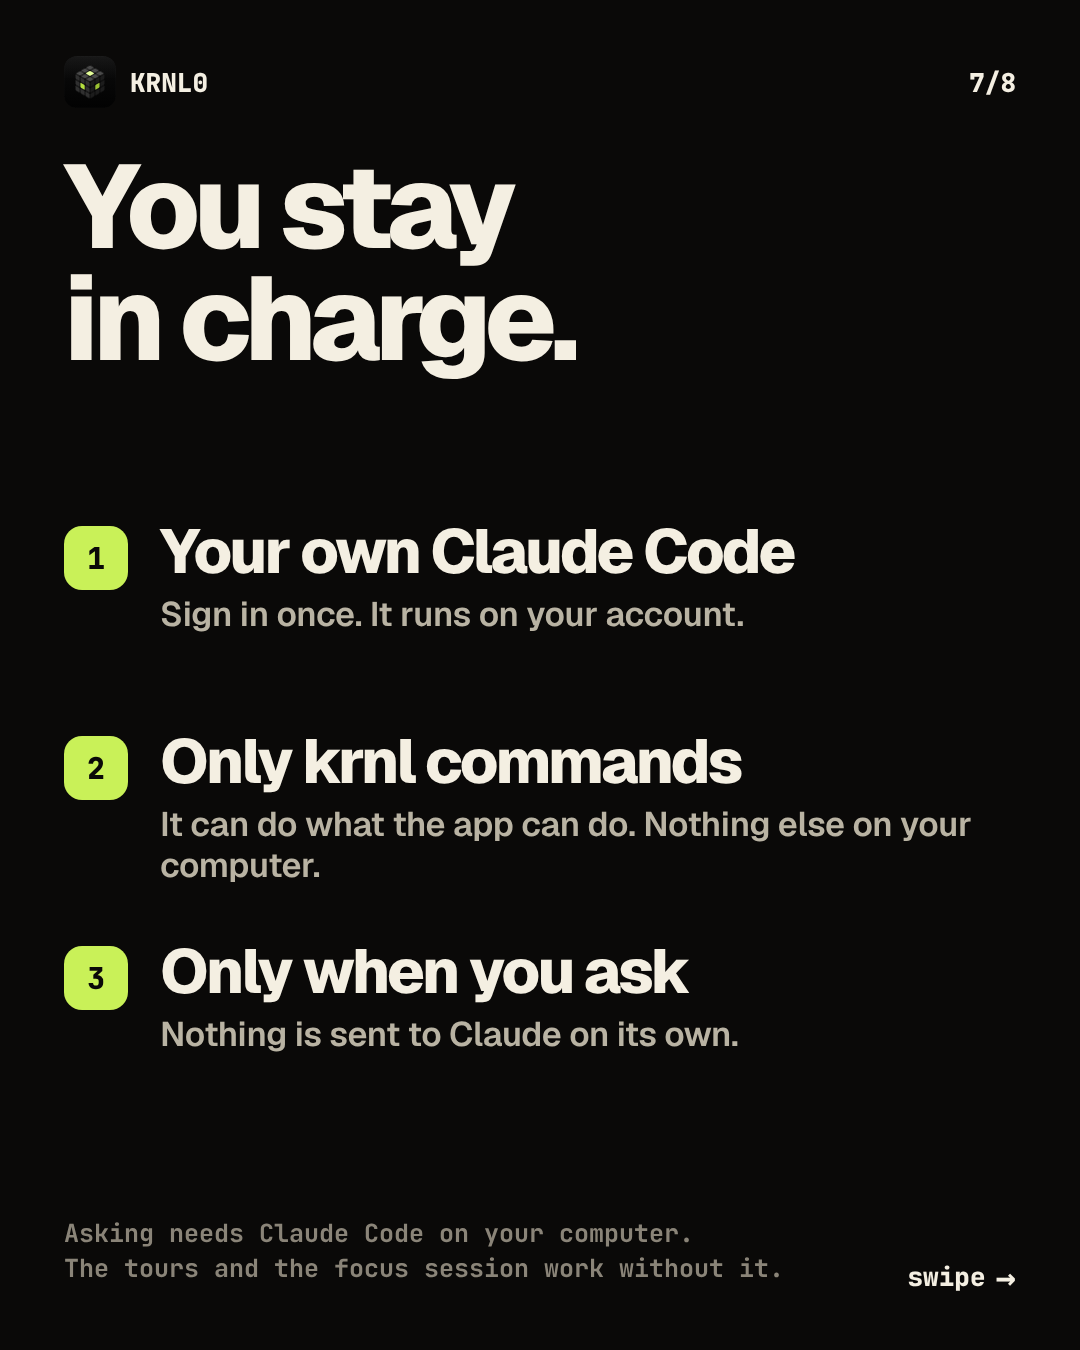 KRNL0
7/8
You stay
in charge.
1
Your own Claude Code
Sign in once. It runs on your account.
2
Only krnl commands
It can do what the app can do. Nothing else on your
computer.
3
Only when you ask
Nothing is sent to Claude on its own.
Asking needs Claude Code on your computer.
The tours and the focus session work without it.
swipe →